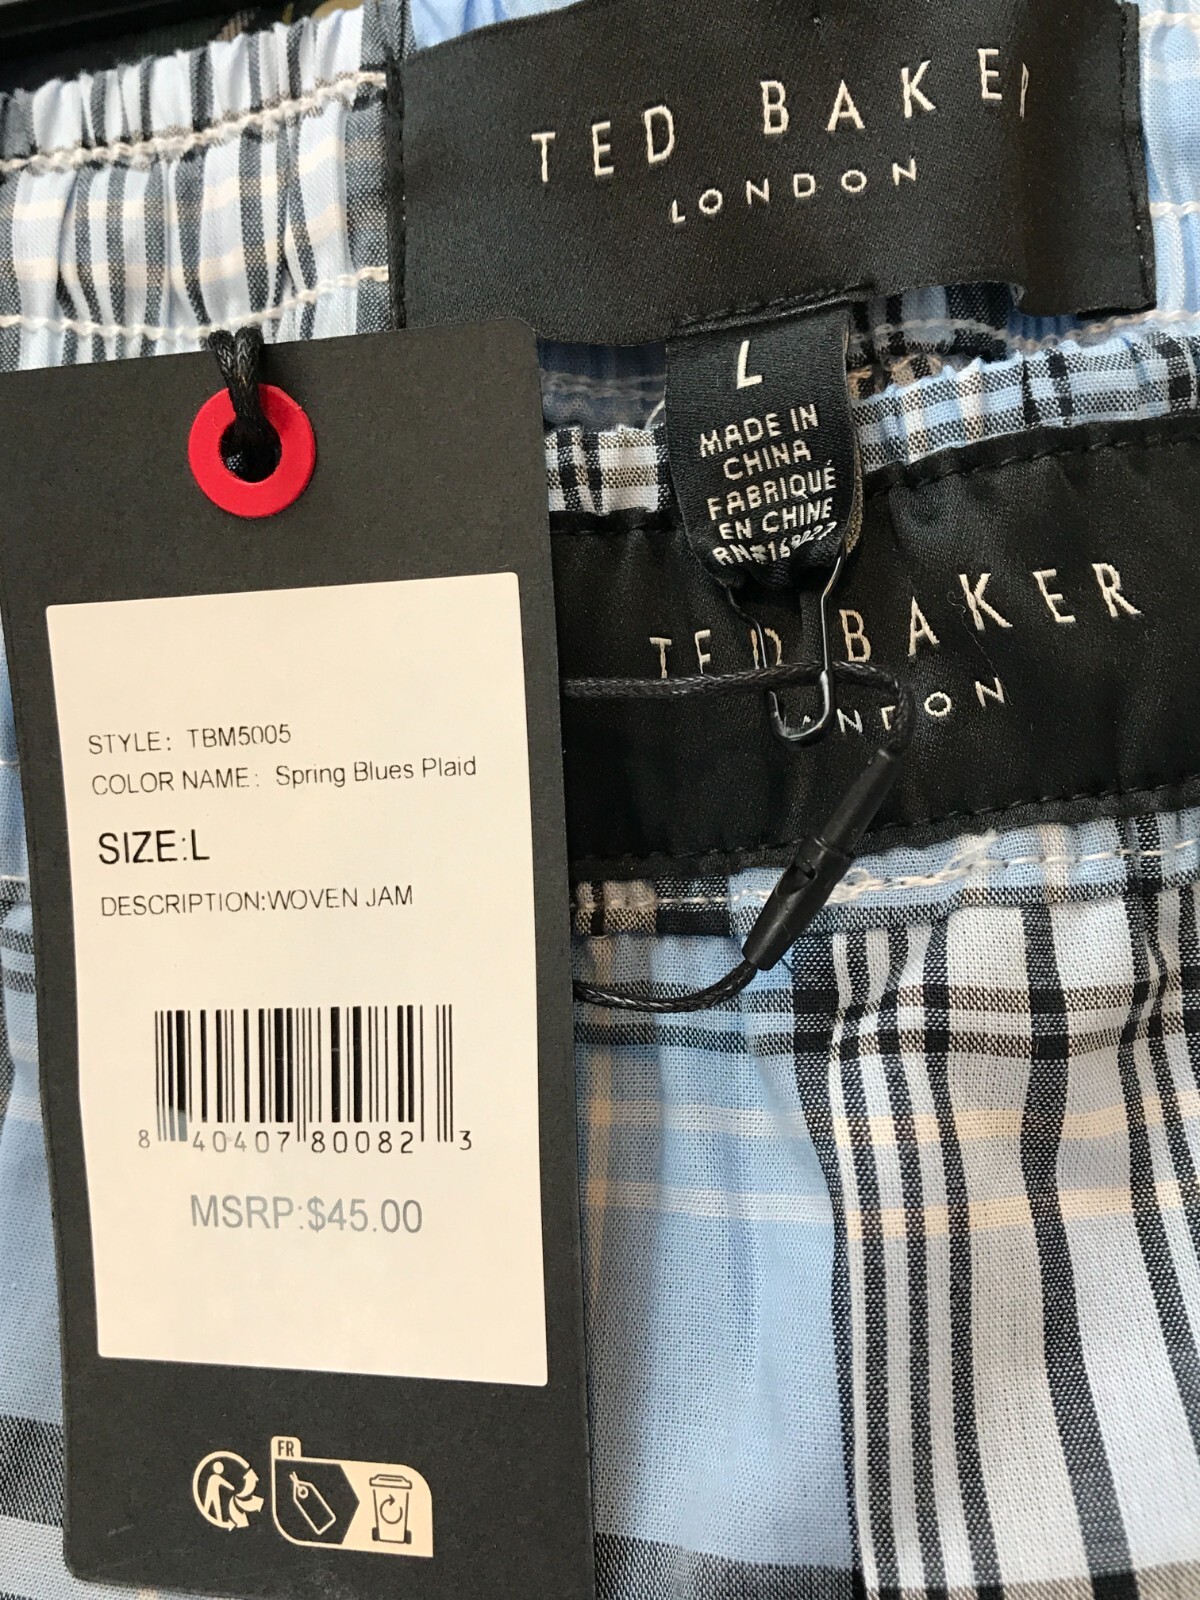 TED BAKER
LONDON
L
MADE IN
CHINA
FABRIQUÉ
EN CHINE
TED BAKER
NDON
STYLE: TBM5005
COLOR NAME: Spring Blues Plaid
SIZE:L
DESCRIPTION:WOVEN JAM
8 40407 80082 3
MSRP:$45.00
FR